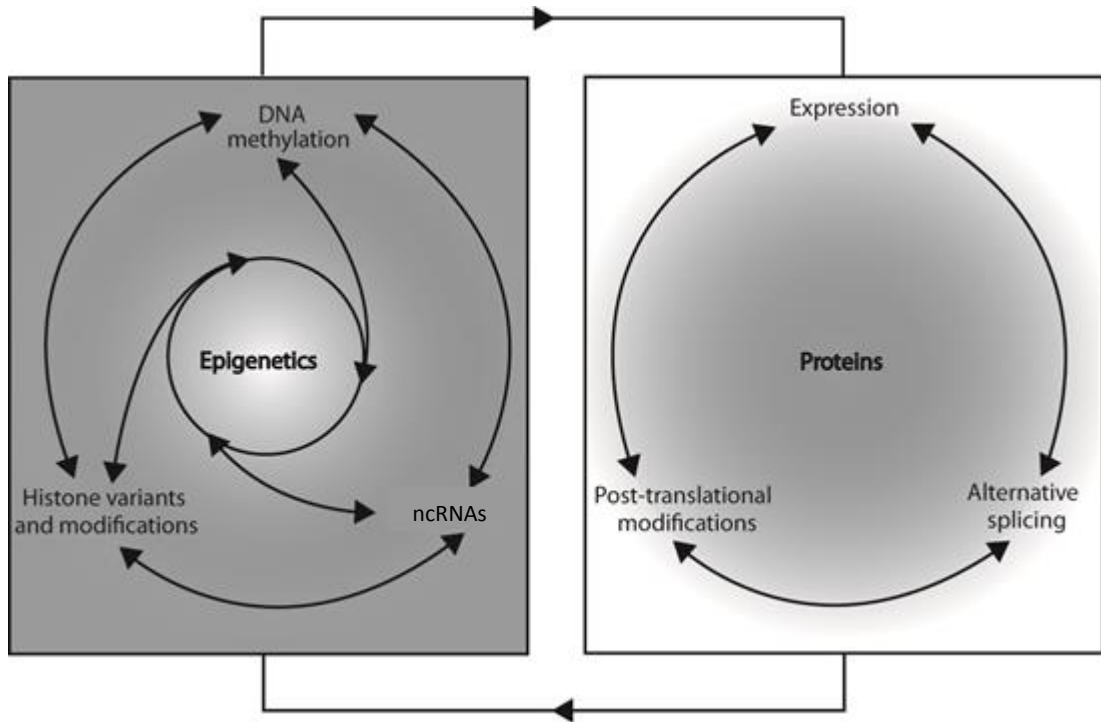 DNA
methylation
Epigenetics
Histone variants
and modifications
ncRNAs
Expression
Proteins
Post-translational
modifications
Alternative
splicing